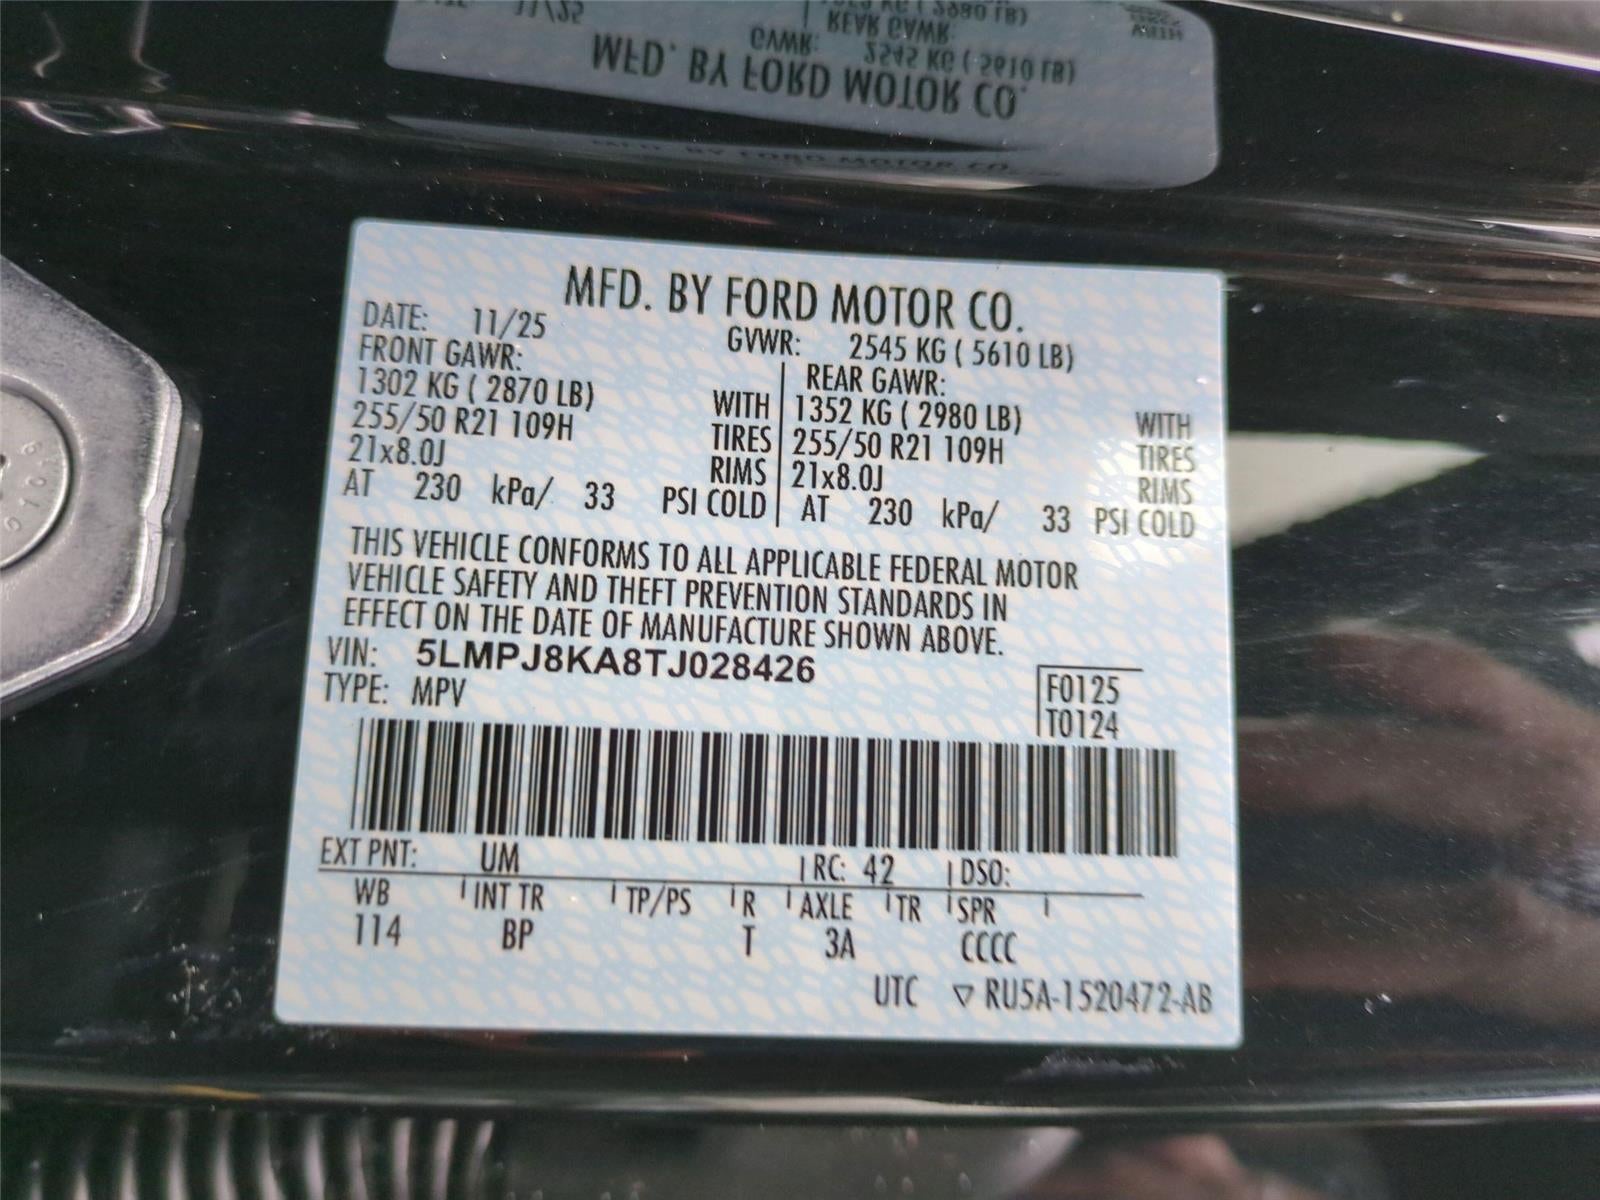 MFD. BY FORD MOTOR CO.
DATE: 11/25 GVWR: 2545 KG ( 5610 LB)
FRONT GAWR: REAR GAWR:
1302 KG ( 2870 LB) WITH 1352 KG ( 2980 LB) WITH
255/50 R21 109H TIRES 255/50 R21 109H TIRES
21x8.0J RIMS 21x8.0J RIMS
AT 230 kPa/ 33 PSI COLD AT 230 kPa/ 33 PSI COLD
THIS VEHICLE CONFORMS TO ALL APPLICABLE FEDERAL MOTOR
VEHICLE SAFETY AND THEFT PREVENTION STANDARDS IN
EFFECT ON THE DATE OF MANUFACTURE SHOWN ABOVE.
VIN: 5LMPJ8KA8TJ028426
TYPE: MPV
F0125
T0124
EXT PNT: UM RC: 42 DSO:
WB INT TR TP/PS R AXLE TR SPR
114 BP T 3A CCCC
UTC ▽ RU5A-1520472-AB